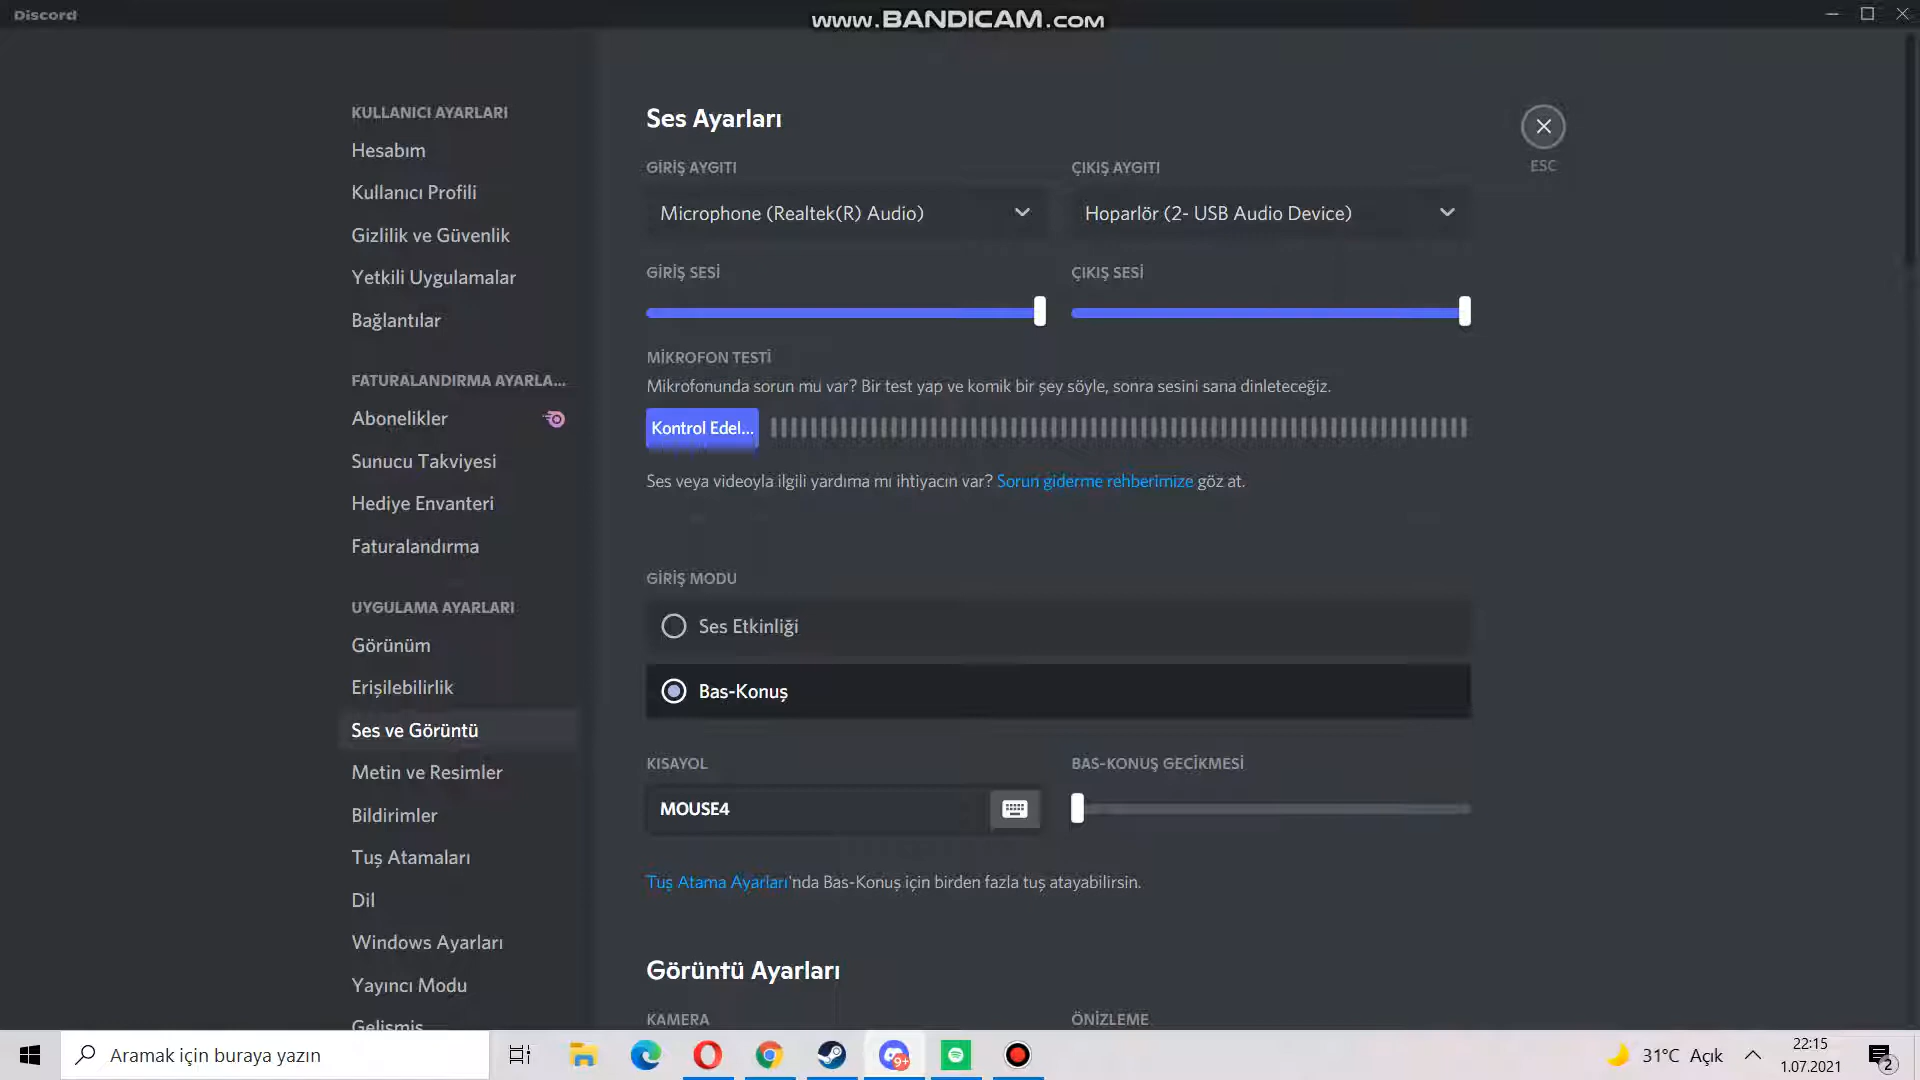 Discord
www.BANDICAM.com
KULLANICI AYARLARI
Hesabım
Kullanıcı Profili
Gizlilik ve Güvenlik
Yetkili Uygulamalar
Bağlantılar
FATURALANDIRMA AYARLA...
Abonelikler
Sunucu Takviyesi
Hediye Envanteri
Faturalandırma
UYGULAMA AYARLARI
Görünüm
Erişilebilirlik
Ses ve Görüntü
Metin ve Resimler
Bildirimler
Tuş Atamaları
Dil
Windows Ayarları
Yayıncı Modu
Gelişmiş
Ses Ayarları
ESC
GİRİŞ AYGITI
Microphone (Realtek(R) Audio)
ÇIKIŞ AYGITI
Hoparlör (2- USB Audio Device)
GİRİŞ SESİ
ÇIKIŞ SESİ
MİKROFON TESTİ
Mikrofonunda sorun mu var? Bir test yap ve komik bir şey söyle, sonra sesini sana dinleteceğiz.
Kontrol Edel...
Ses veya videoyla ilgili yardıma mı ihtiyacın var? Sorun giderme rehberimize göz at.
GİRİŞ MODU
Ses Etkinliği
Bas-Konuş
KISAYOL
MOUSE4
BAS-KONUŞ GECİKMESİ
Tuş Atama Ayarları'nda Bas-Konuş için birden fazla tuş atayabilirsin.
Görüntü Ayarları
KAMERA
ÖNİZLEME
Aramak için buraya yazın
9+
31°C Açık
22:15
1.07.2021
2